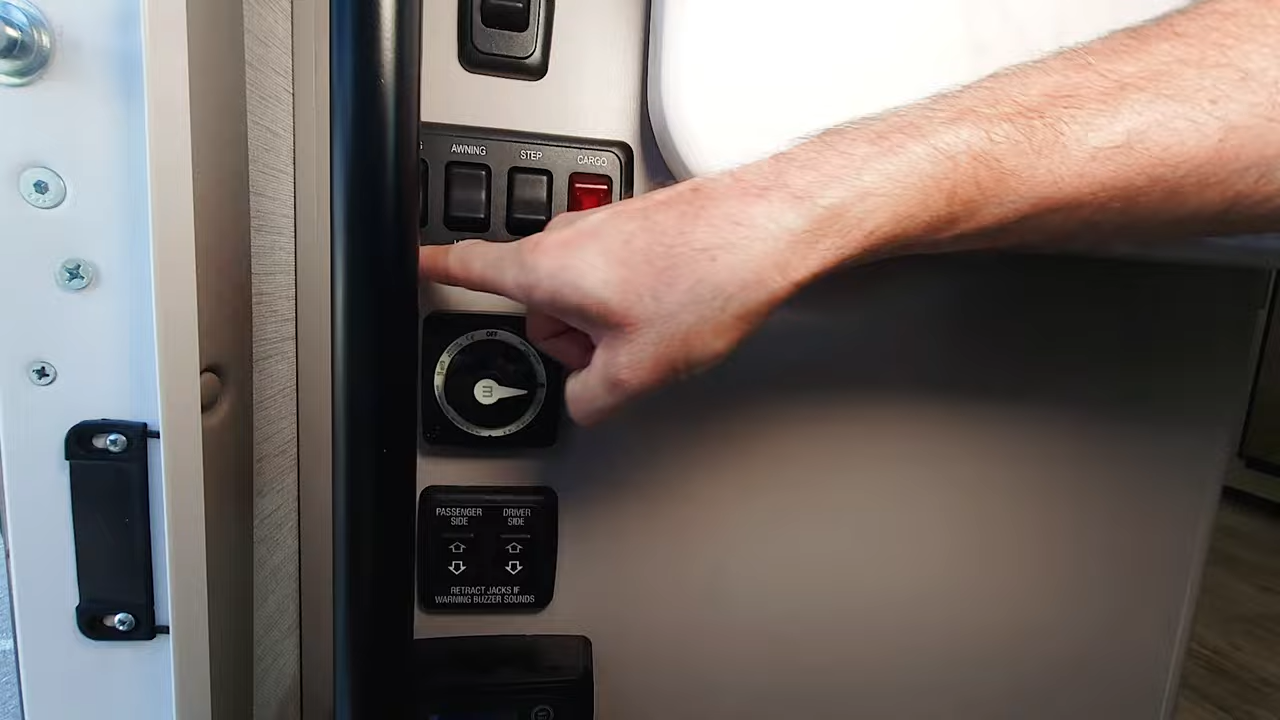 AWNING STEP CARGO
OFF
PASSENGER SIDE
DRIVER SIDE
RETRACT JACKS IF
WARNING BUZZER SOUNDS